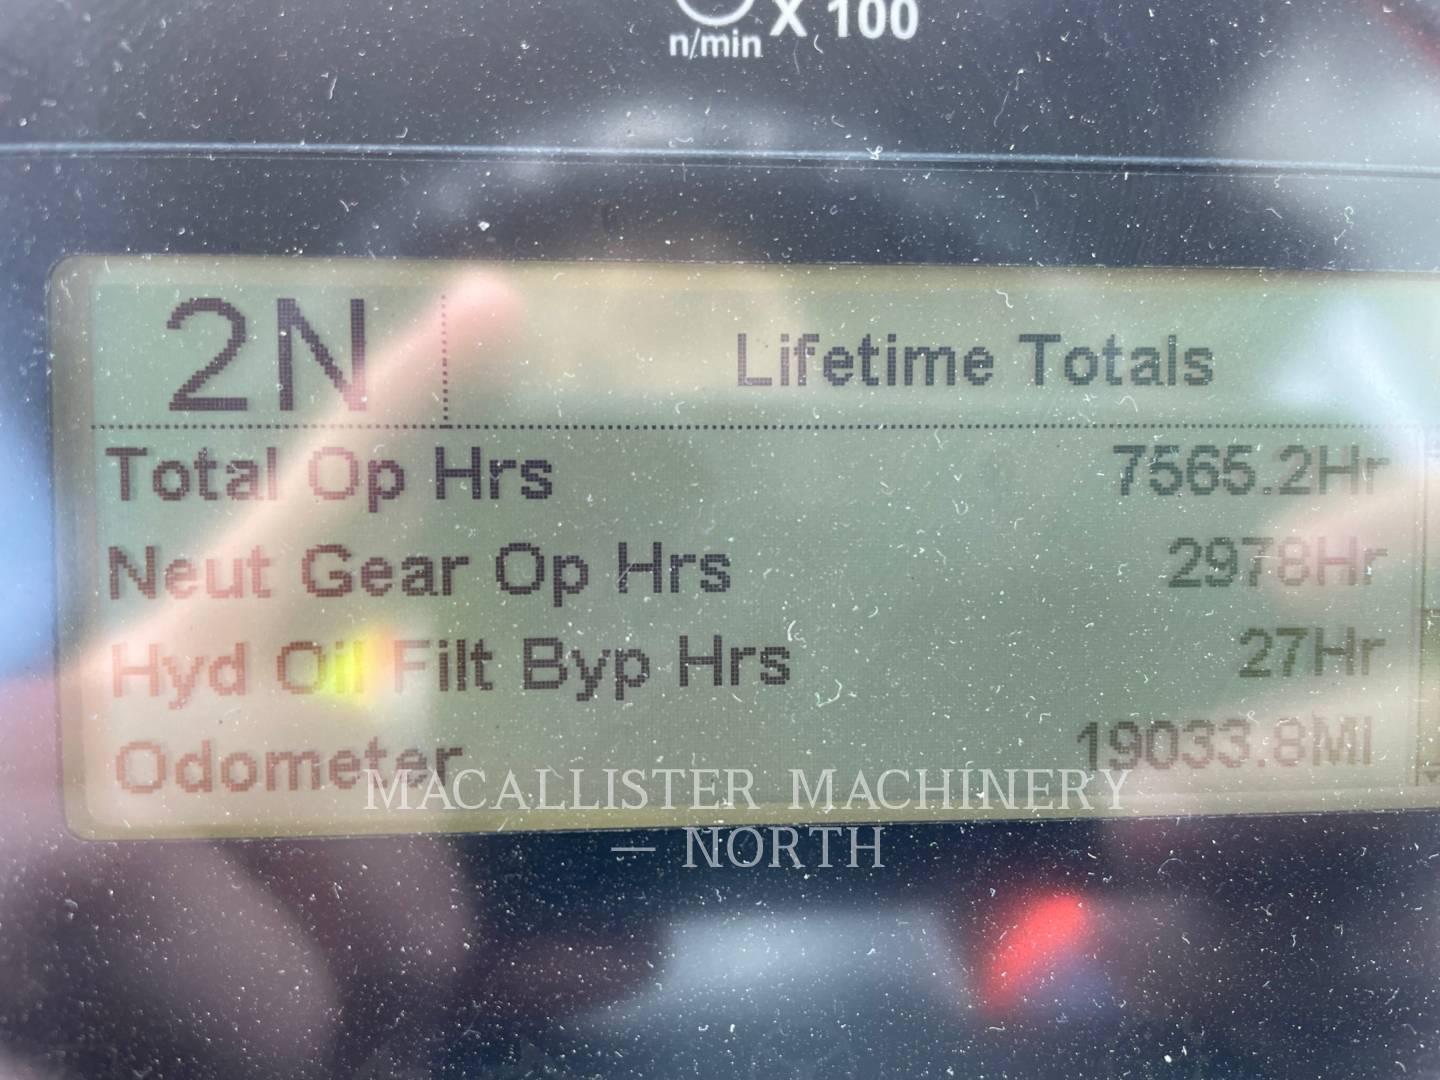 n/min X 100
2N Lifetime Totals
Total Op Hrs 7565.2Hr
Neut Gear Op Hrs 2978Hr
Hyd Oil Filt Byp Hrs 27Hr
Odometer 19033.8MI
MACALLISTER MACHINERY
— NORTH